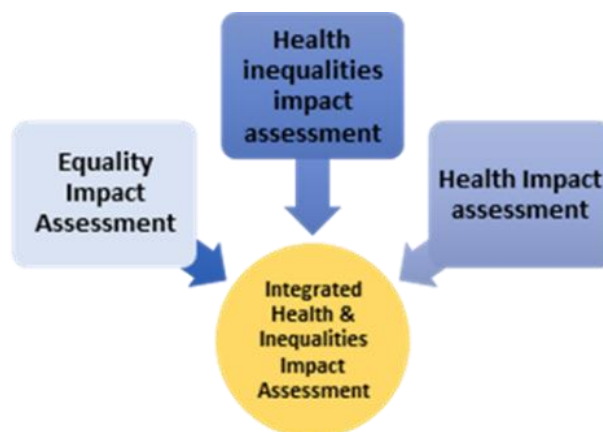 Health
inequalities
impact
assessment
Equality
Impact
Assessment
Health Impact
assessment
Integrated
Health &
Inequalities
Impact
Assessment